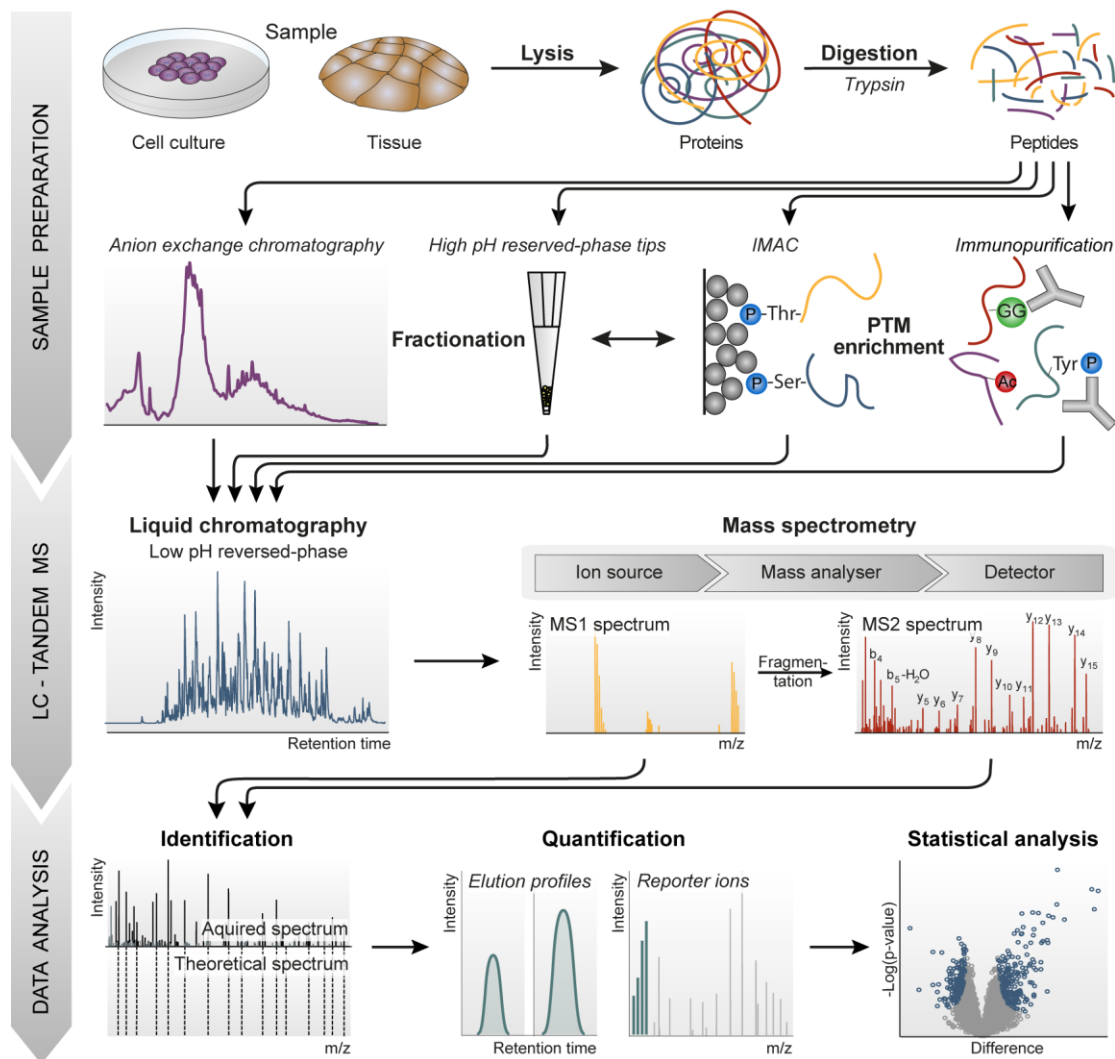 SAMPLE PREPARATION
Sample
Lysis
Digestion
Trypsin
Cell culture
Tissue
Proteins
Peptides
Anion exchange chromatography
High pH reserved-phase tips
IMAC
Immunopurification
Fractionation
P -Thr-
P -Ser-
PTM
enrichment
GG
Ac
Tyr P
LC - TANDEM MS
Liquid chromatography
Low pH reversed-phase
Intensity
Retention time
Mass spectrometry
Ion source
Mass analyser
Detector
MS1 spectrum
Intensity
m/z
Fragmen-
tation
MS2 spectrum
Intensity
b4
b5-H2O
y5
y6
y7
y8
y9
y10
y11
y12
y13
y14
y15
m/z
DATA ANALYSIS
Identification
Intensity
Aquired spectrum
Theoretical spectrum
m/z
Quantification
Elution profiles
Intensity
Retention time
Reporter ions
Intensity
m/z
Statistical analysis
-Log(p-value)
Difference